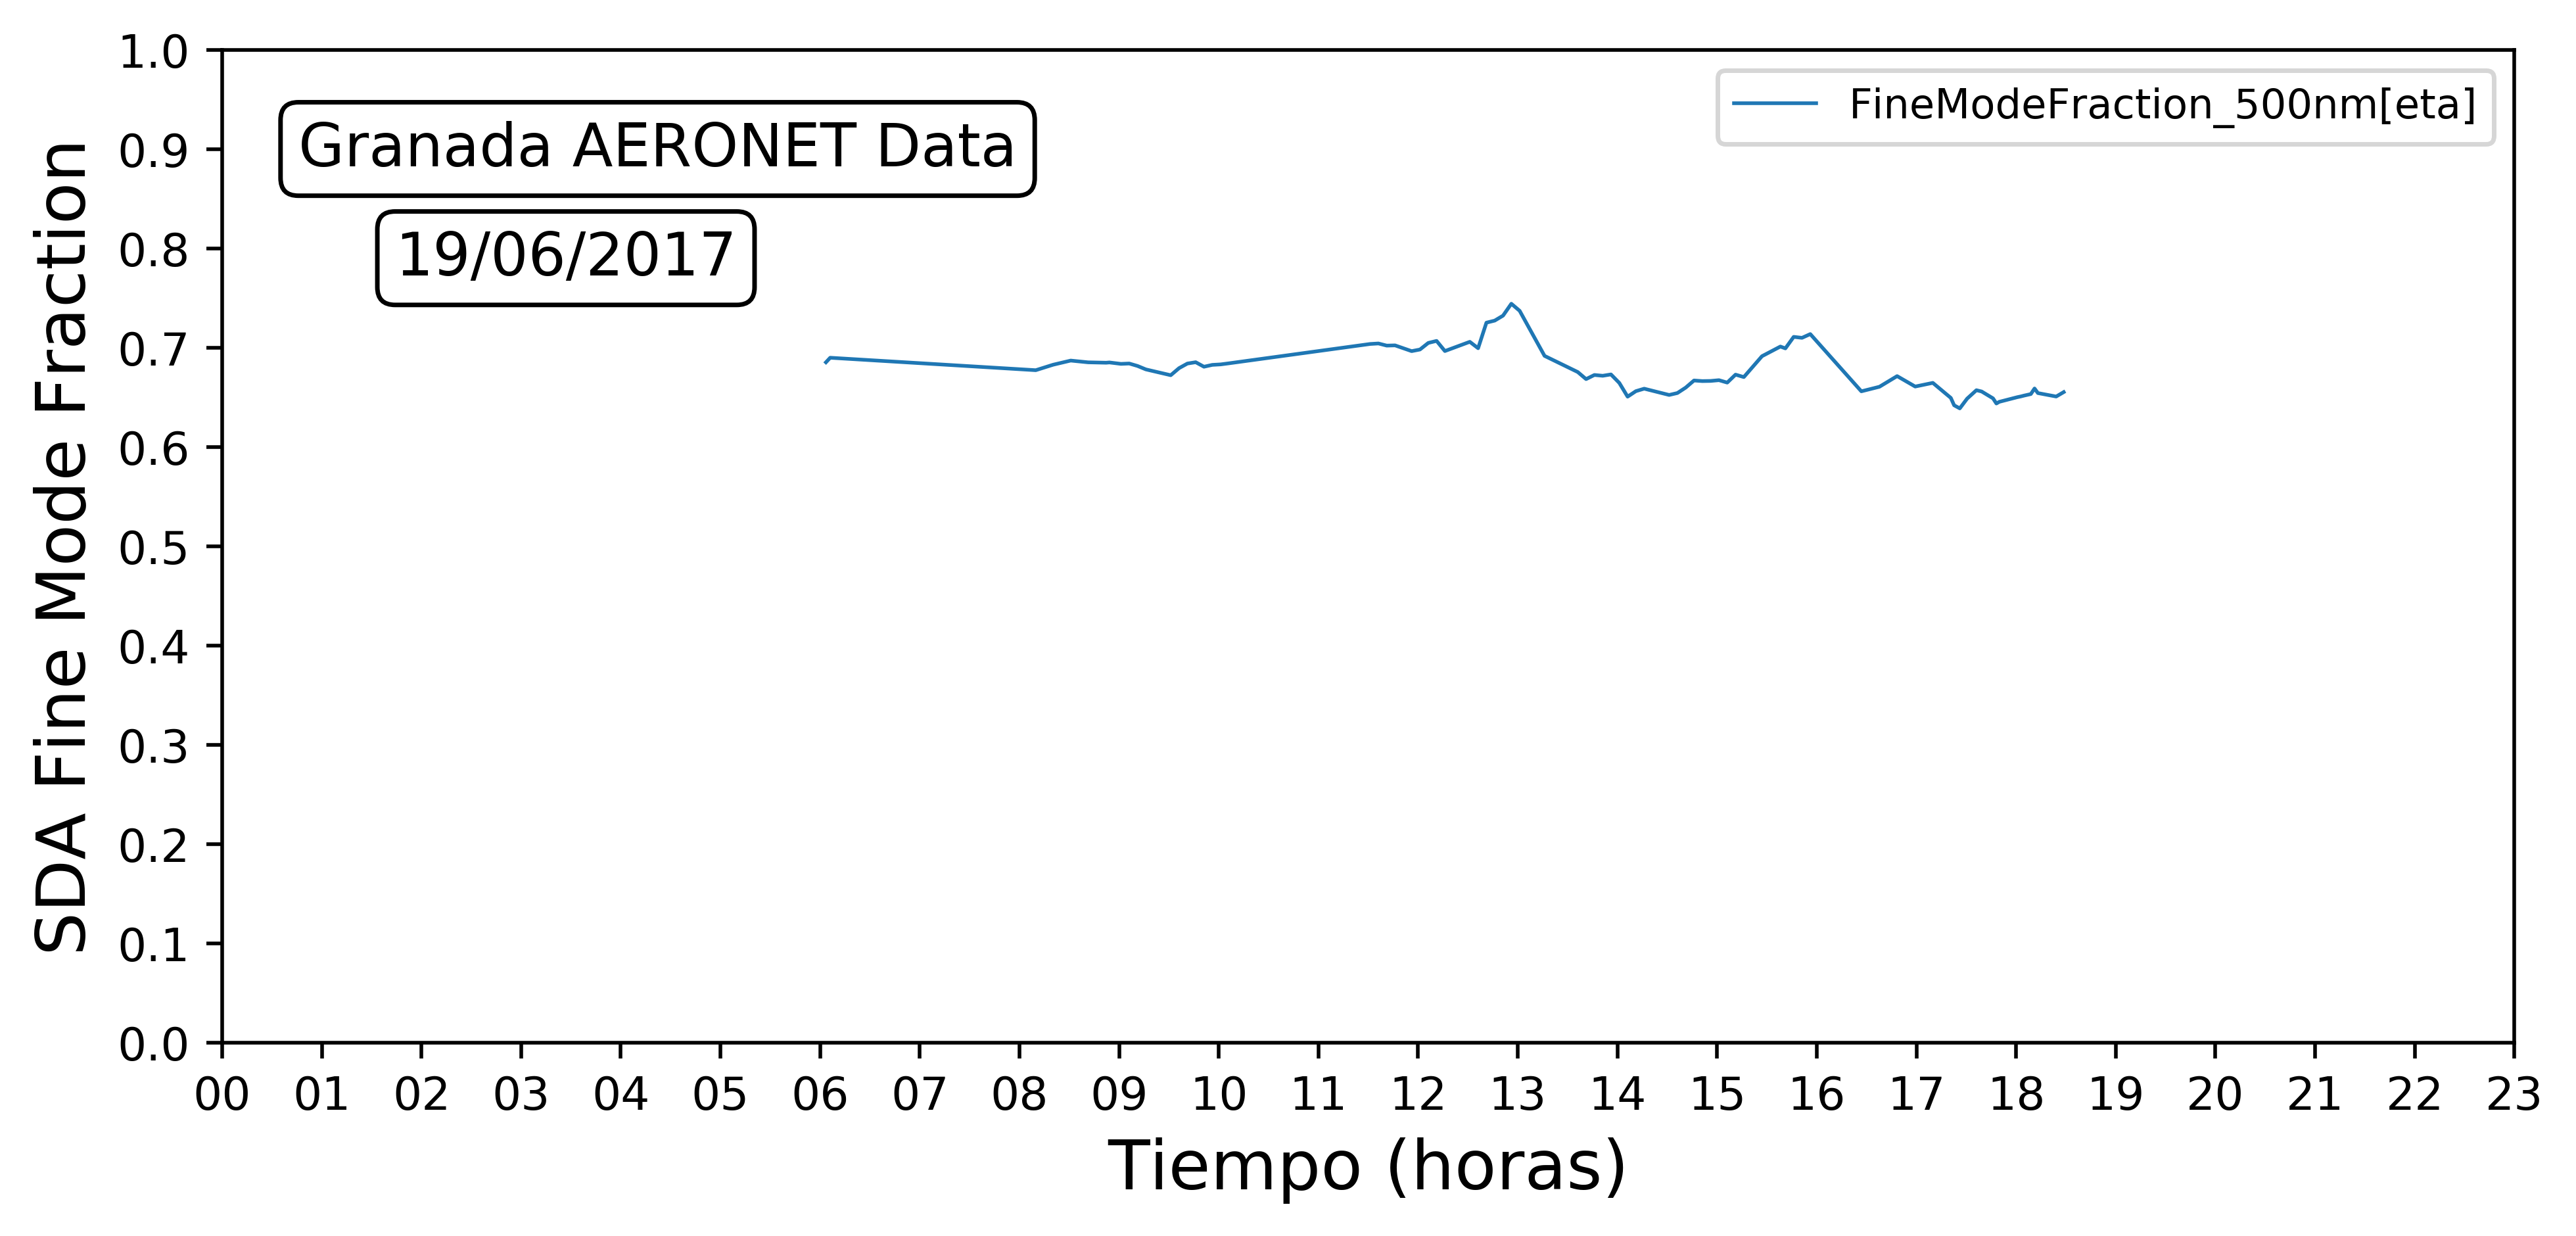 Granada AERONET Data
19/06/2017
FineModeFraction_500nm[eta]
SDA Fine Mode Fraction
1.0
0.9
0.8
0.7
0.6
0.5
0.4
0.3
0.2
0.1
0.0
00 01 02 03 04 05 06 07 08 09 10 11 12 13 14 15 16 17 18 19 20 21 22 23
Tiempo (horas)